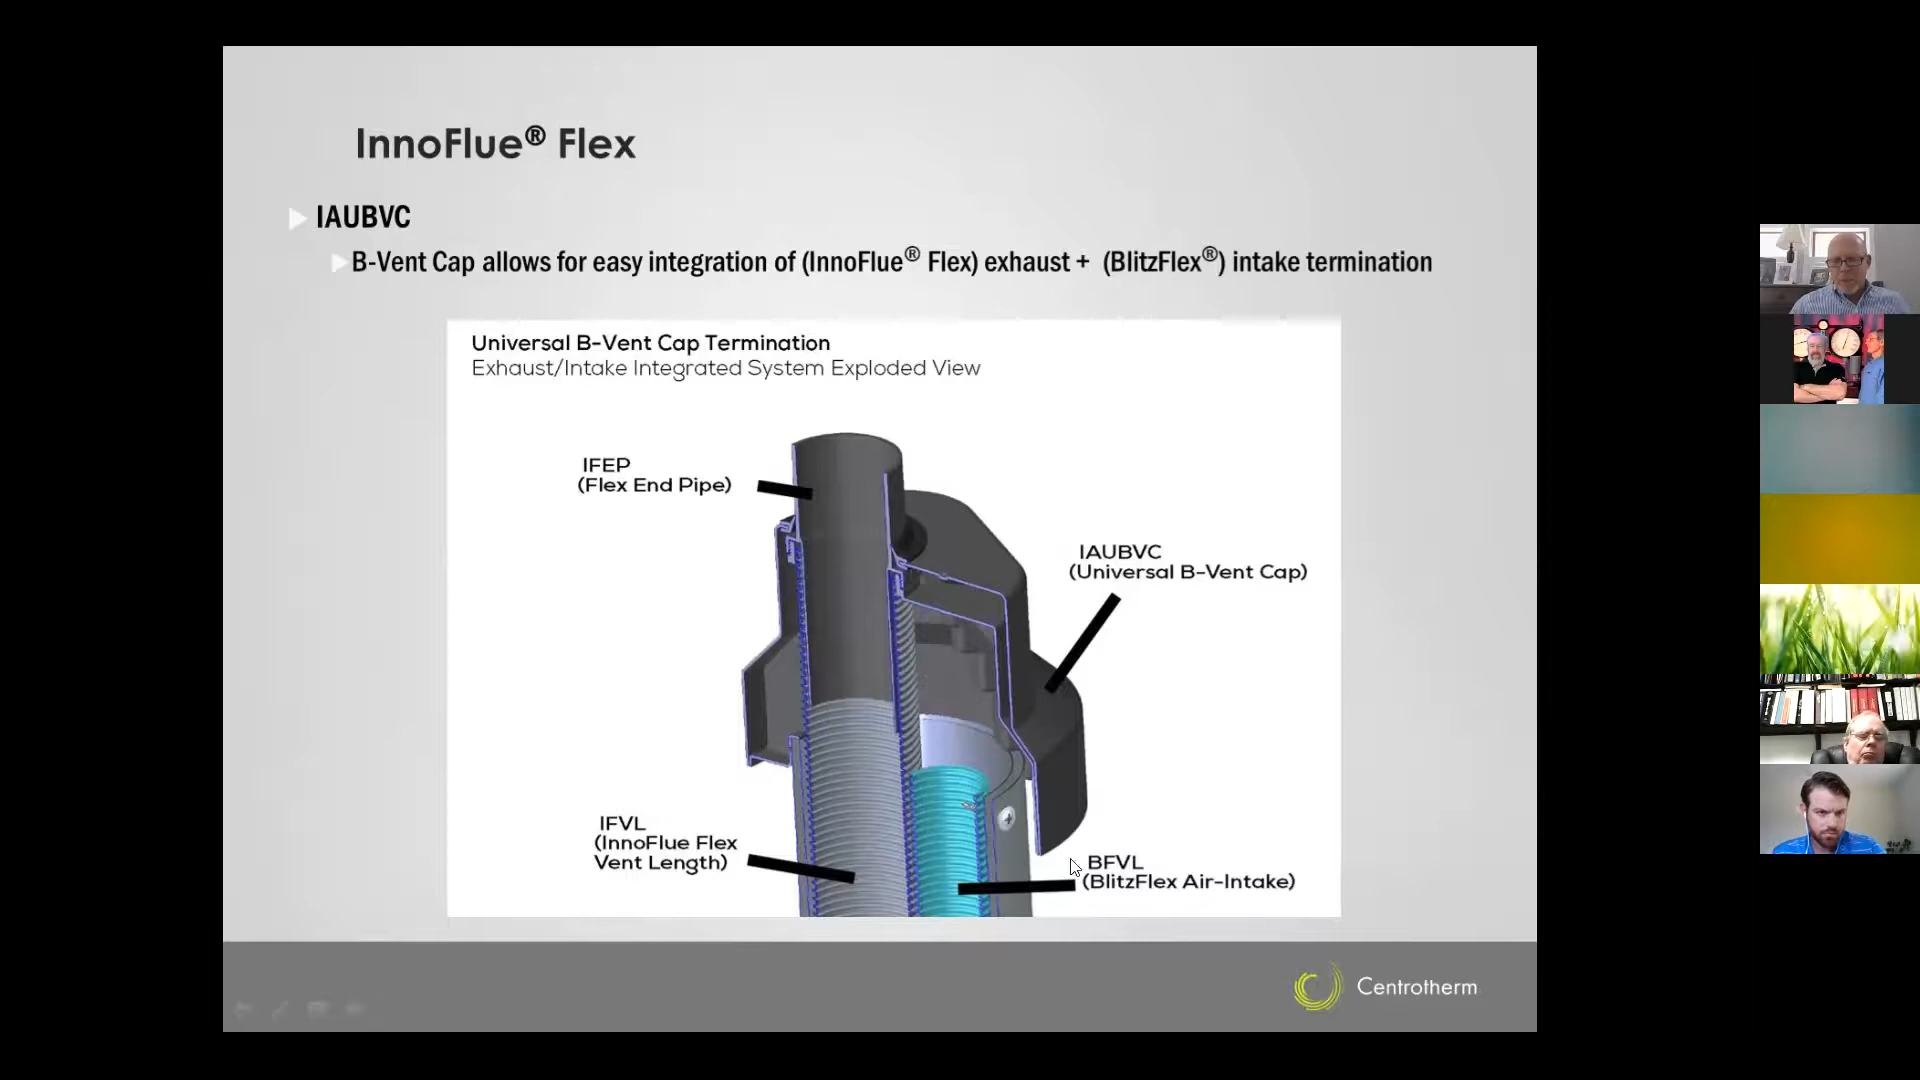 InnoFlue® Flex
IAUBVC
B-Vent Cap allows for easy integration of (InnoFlue® Flex) exhaust + (BlitzFlex®) intake termination
Universal B-Vent Cap Termination
Exhaust/Intake Integrated System Exploded View
IFEP
(Flex End Pipe)
IAUBVC
(Universal B-Vent Cap)
IFVL
(InnoFlue Flex
Vent Length)
BFVL
(BlitzFlex Air-Intake)
Centrotherm